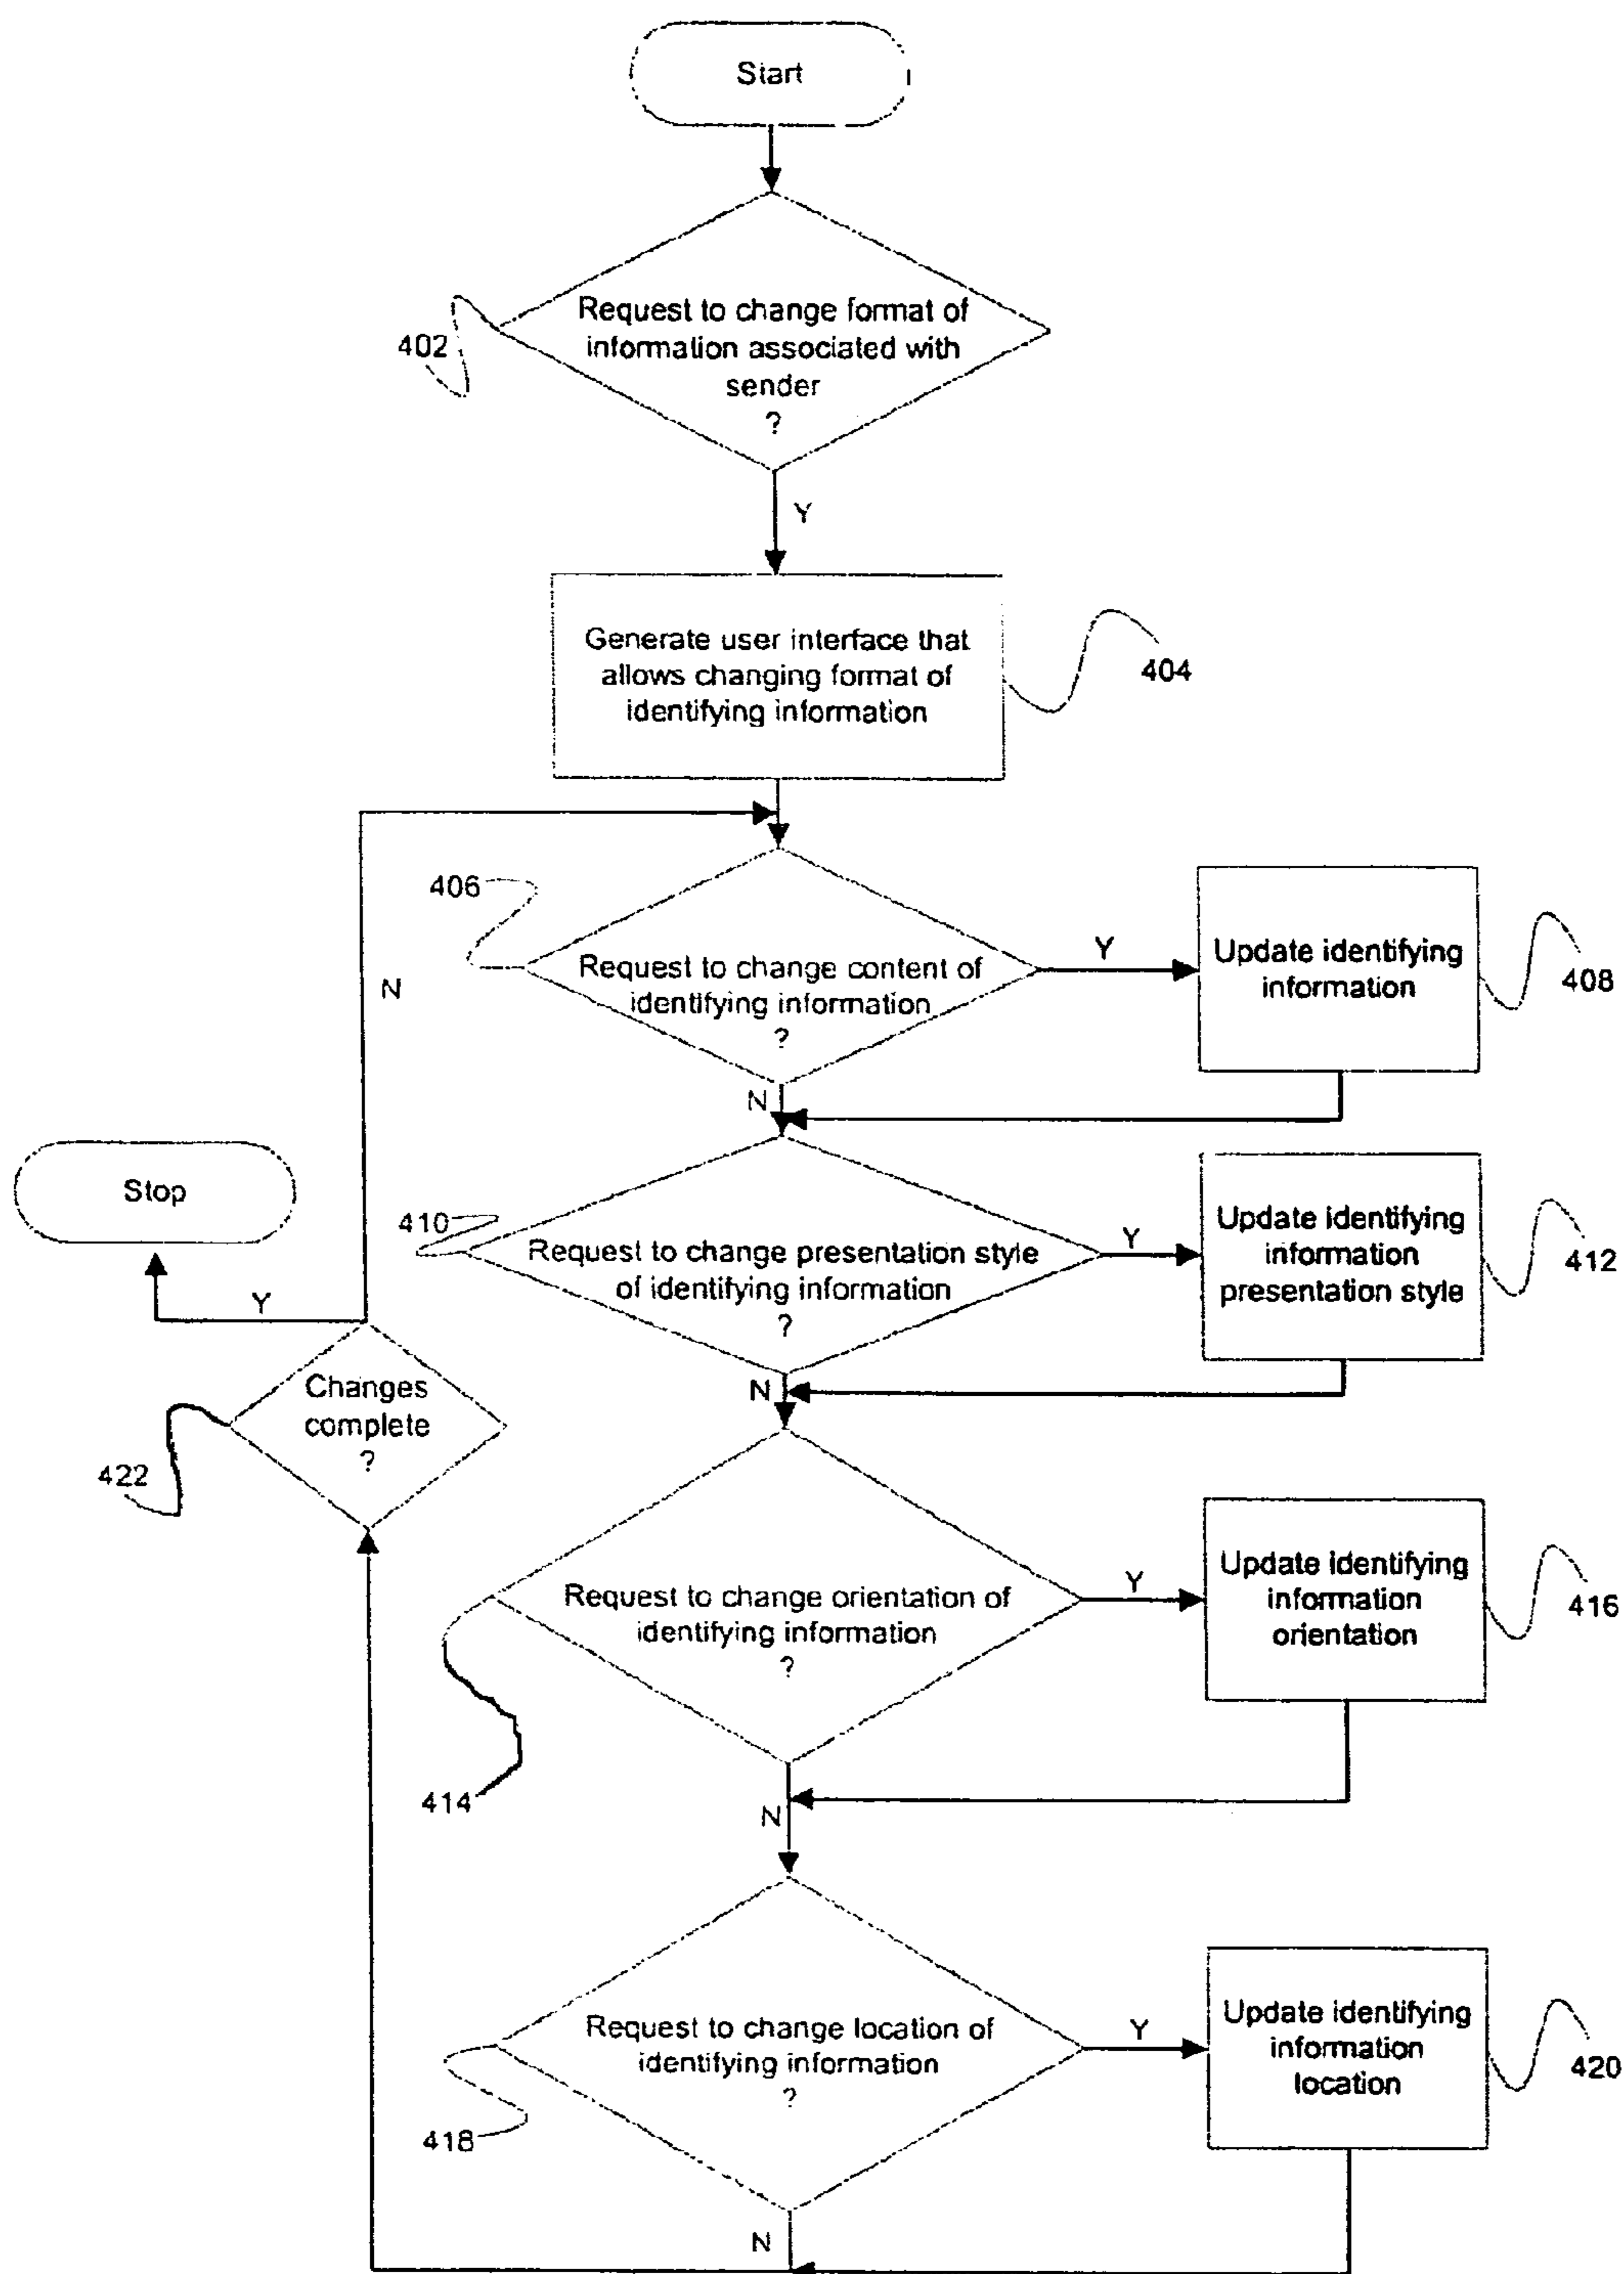 Start
Request to change format of
information associated with
sender
?
402
Y
Generate user interface that
allows changing format of
identifying information
404
406
Request to change content of
identifying information
?
Y
Update identifying
information
408
N
N
Stop
410
Request to change presentation style
of identifying information
?
Y
Update identifying
information
presentation style
412
Y
N
Changes
complete
?
422
Request to change orientation of
identifying information
?
Y
Update identifying
information
orientation
416
414
N
Request to change location of
identifying information
?
Y
Update identifying
information
location
420
418
N